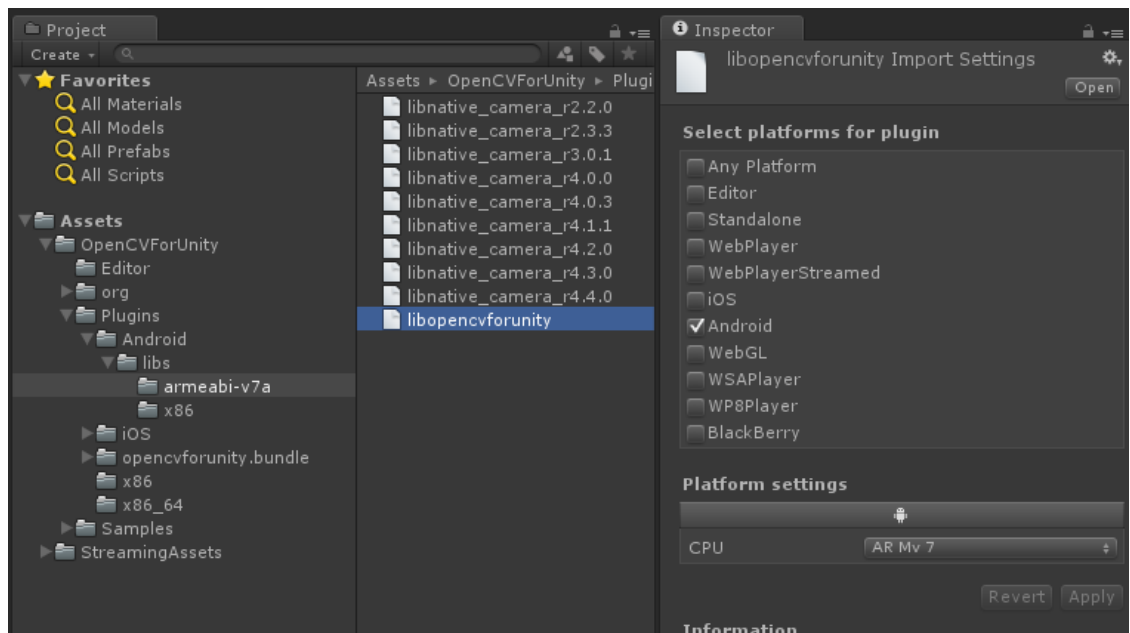 Project
Create
Favorites
All Materials
All Models
All Prefabs
All Scripts
Assets
OpenCVForUnity
Editor
org
Plugins
Android
libs
armeabi-v7a
x86
iOS
opencvforunity.bundle
x86
x86_64
Samples
StreamingAssets
Assets ▸ OpenCVForUnity ▸ Plugi
libnative_camera_r2.2.0
libnative_camera_r2.3.3
libnative_camera_r3.0.1
libnative_camera_r4.0.0
libnative_camera_r4.0.3
libnative_camera_r4.1.1
libnative_camera_r4.2.0
libnative_camera_r4.3.0
libnative_camera_r4.4.0
libopencvforunity
Inspector
libopencvforunity Import Settings
Open
Select platforms for plugin
Any Platform
Editor
Standalone
WebPlayer
WebPlayerStreamed
iOS
Android
WebGL
WSAPlayer
WP8Player
BlackBerry
Platform settings
CPU AR Mv 7
Revert Apply
Information